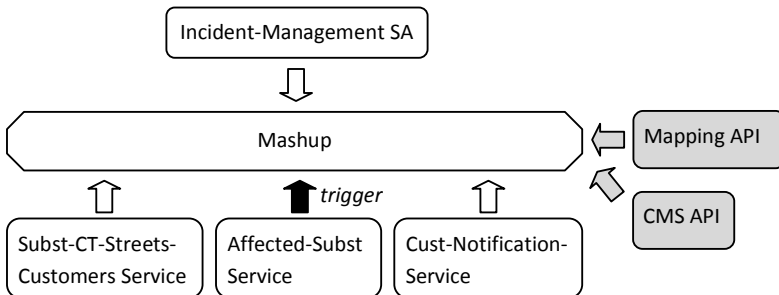 Incident-Management SA
Mashup
Mapping API
CMS API
trigger
Subst-CT-Streets-
Customers Service
Affected-Subst
Service
Cust-Notification-
Service